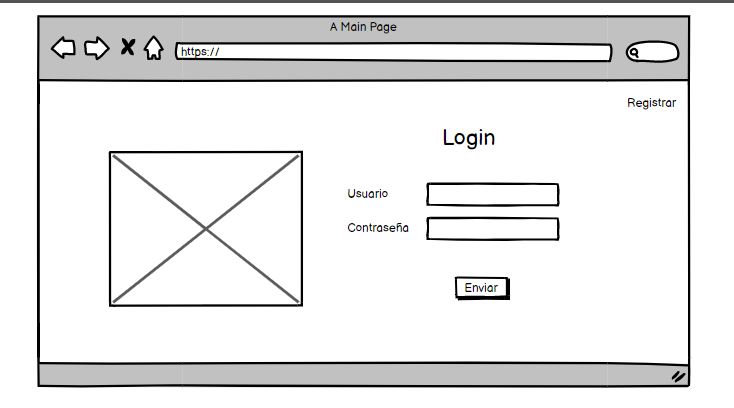 A Main Page
https://
Registrar
Login
Usuario
Contraseña
Enviar